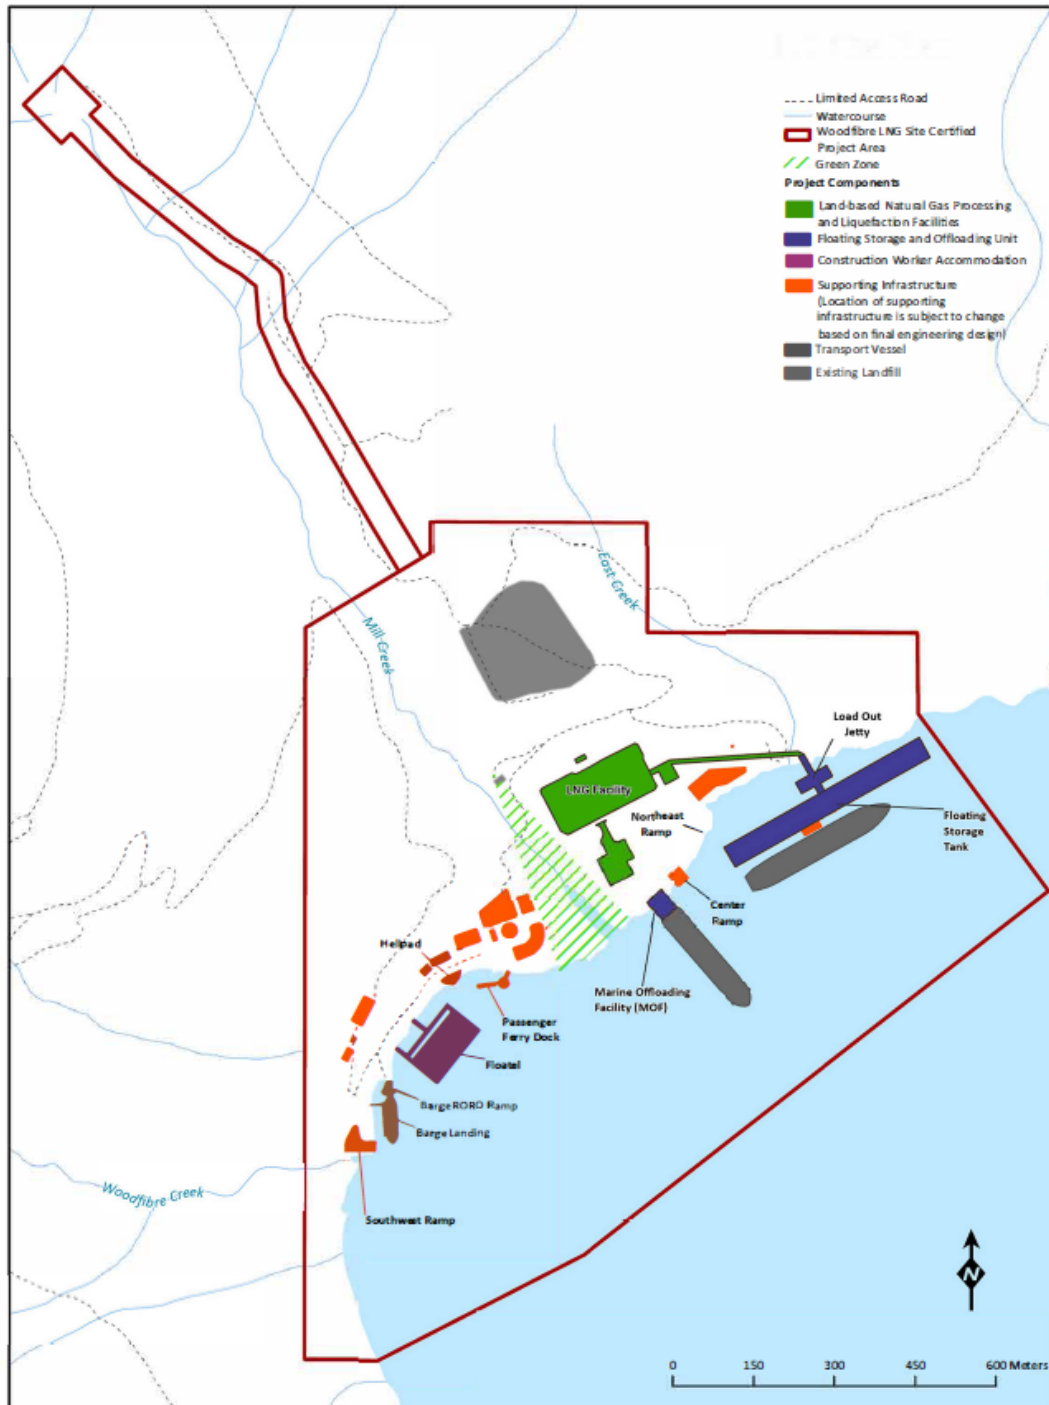 Limited Access Road
Watercourse
Woodfibre LNG Site Certified
Project Area
Green Zone
Project Components
Land-based Natural Gas Processing
and Liquefaction Facilities
Floating Storage and Offloading Unit
Construction Worker Accommodation
Supporting Infrastructure
(Location of supporting
infrastructure is subject to change
based on final engineering design)
Transport Vessel
Existing Landfill
East Creek
Mill Creek
Load Out
Jetty
LNG Facility
Northeast
Ramp
Floating
Storage
Tank
Center
Ramp
Helipad
Marine Offloading
Facility (MOF)
Passenger
Ferry Dock
Floatel
Barge RORO Ramp
Barge Landing
Woodfibre Creek
Southwest Ramp
N
0 150 300 450 600 Meters